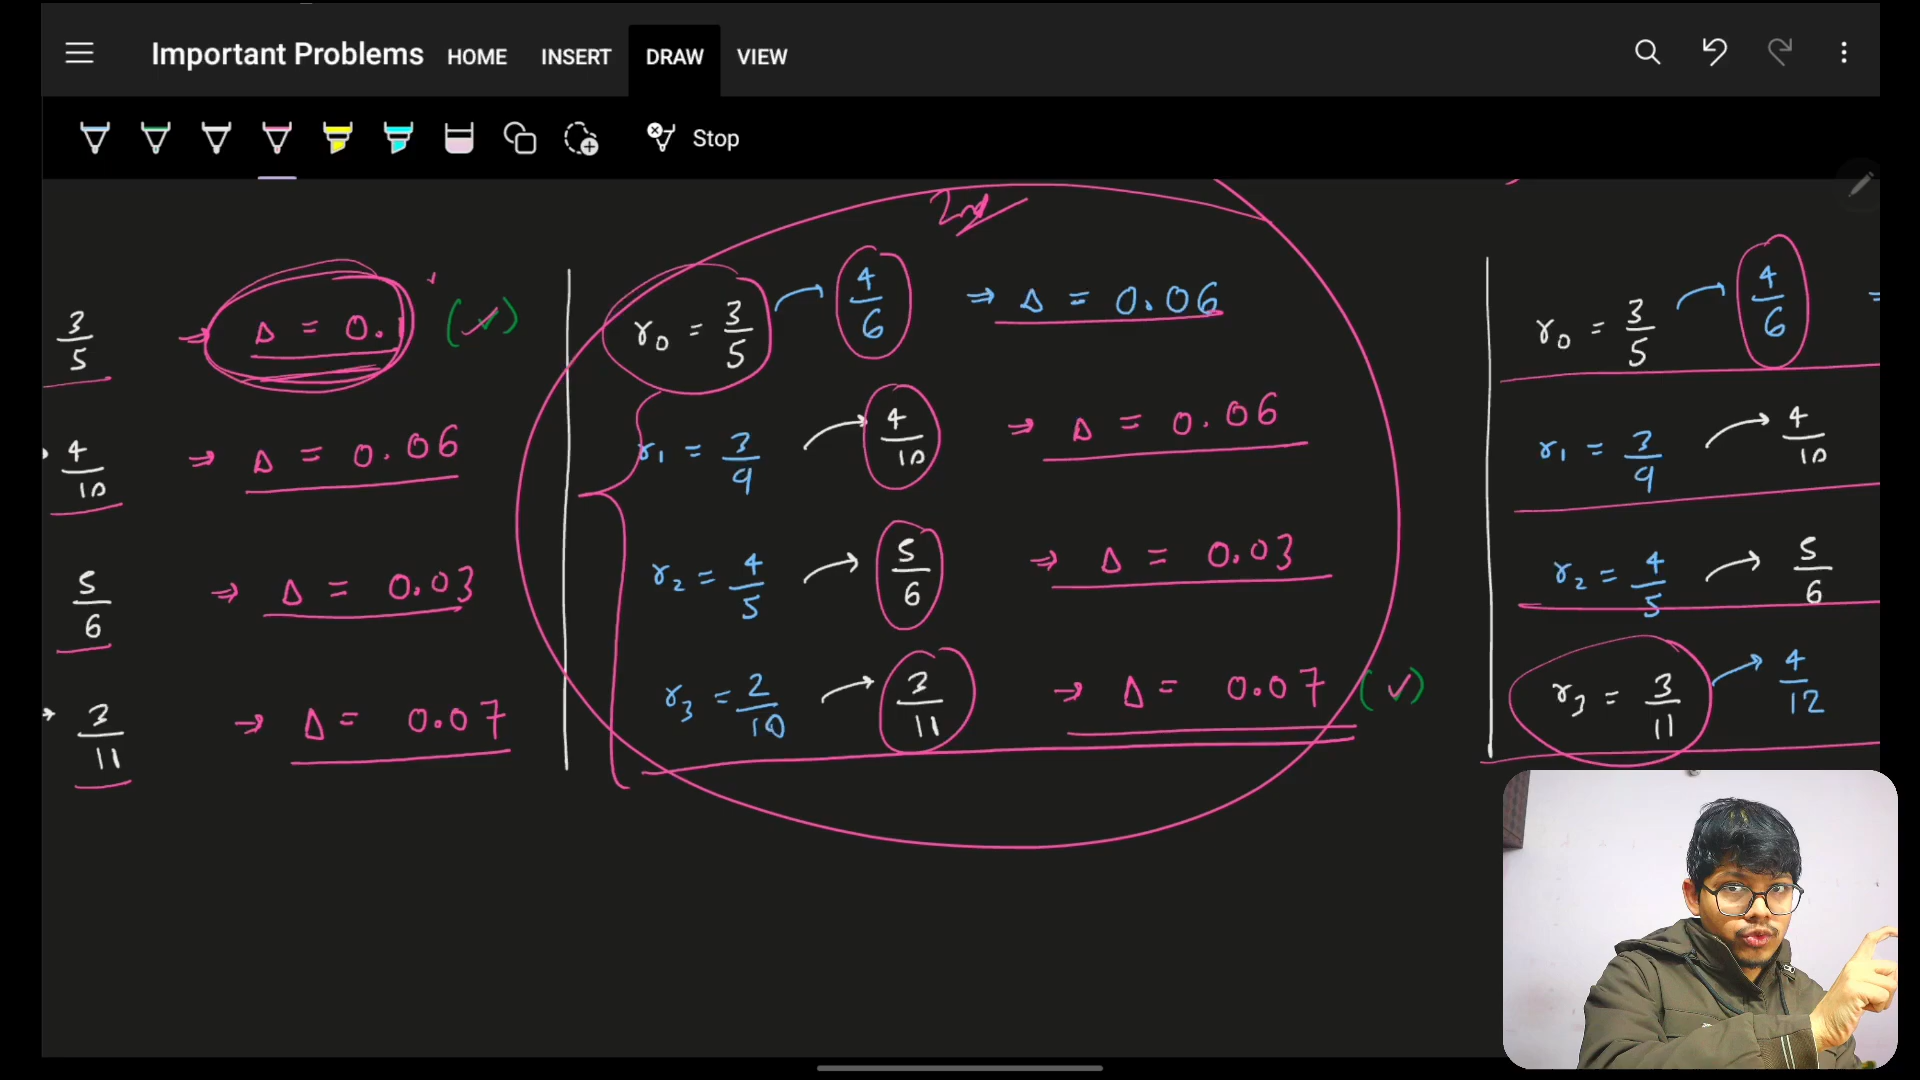 Important Problems HOME INSERT DRAW VIEW
Stop
2nd
3/5 ⇒ Δ = 0.1 (✓)
4/10 ⇒ Δ = 0.06
5/6 ⇒ Δ = 0.03
3/11 → Δ = 0.07
r0 = 3/5 → 4/6 ⇒ Δ = 0.06
r1 = 3/9 → 4/10 ⇒ Δ = 0.06
r2 = 4/5 → 5/6 ⇒ Δ = 0.03
r3 = 2/10 → 3/11 → Δ = 0.07 (✓)
r0 = 3/5 → 4/6 =
r1 = 3/9 → 4/10
r2 = 4/5 → 5/6
r3 = 3/11 → 4/12